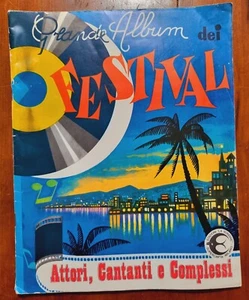 Grande Album
dei
FESTIVAL
Attori, Cantanti e Complessi